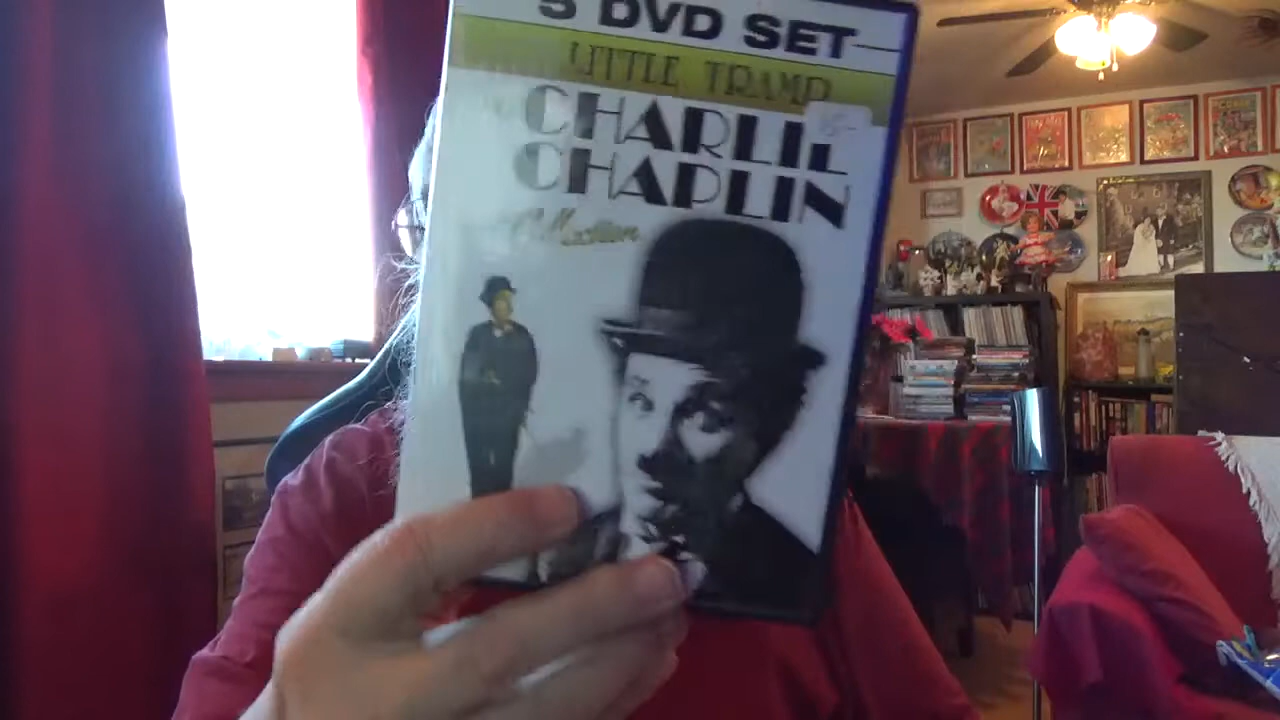 5 DVD SET
LITTLE TRAMP
CHARLIE
CHAPLIN
Collection